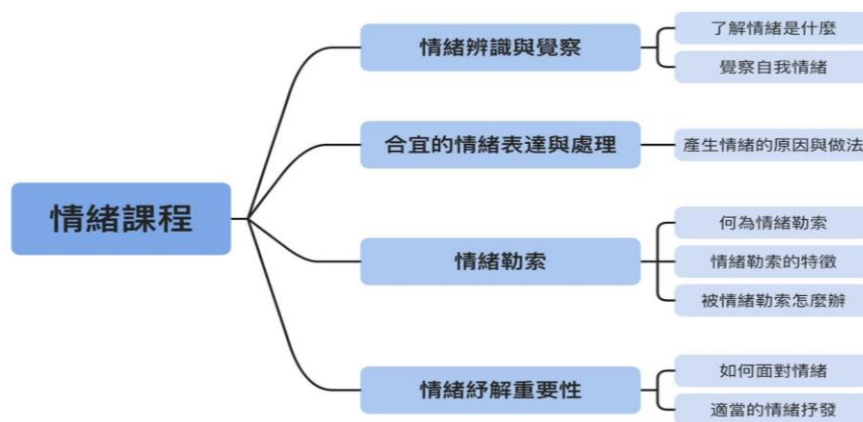 情緒課程
情緒辨識與覺察
了解情緒是什麼
覺察自我情緒
合宜的情緒表達與處理
產生情緒的原因與做法
情緒勒索
何為情緒勒索
情緒勒索的特徵
被情緒勒索怎麼辦
情緒紓解重要性
如何面對情緒
適當的情緒抒發